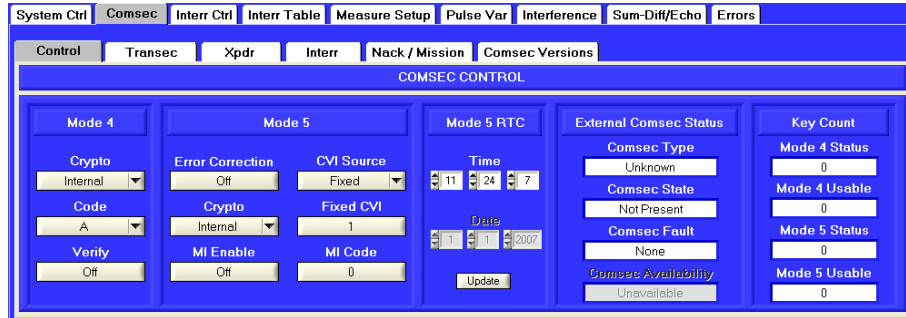 System Ctrl Comsec Interr Ctrl Interr Table Measure Setup Pulse Var Interference Sum-Diff/Echo Errors
Control Transec Xpdr Interr Nack / Mission Comsec Versions
COMSEC CONTROL
Mode 4
Crypto
Internal
Code
A
Verify
Off
Mode 5
Error Correction CVI Source
Off Fixed
Crypto Fixed CVI
Internal 1
MI Enable MI Code
Off 0
Mode 5 RTC
Time
11 24 7
Date
1 1 2007
Update
External Comsec Status
Comsec Type
Unknown
Comsec State
Not Present
Comsec Fault
None
Comsec Availability
Unavailable
Key Count
Mode 4 Status
0
Mode 4 Usable
0
Mode 5 Status
0
Mode 5 Usable
0